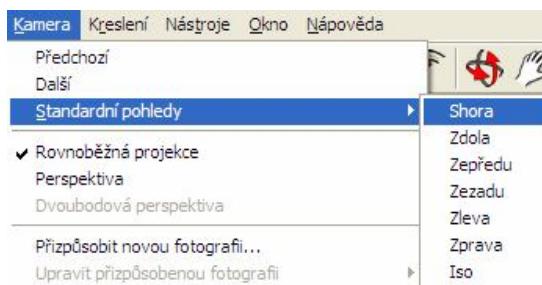 Kamera Kreslení Nástroje Okno Nápověda
Předchozí
Další
Standardní pohledy
Rovnoběžná projekce
Perspektiva
Dvoubodová perspektiva
Přizpůsobit novou fotografii...
Upravit přizpůsobenou fotografii
Shora
Zdola
Zepředu
Zezadu
Zleva
Zprava
Iso